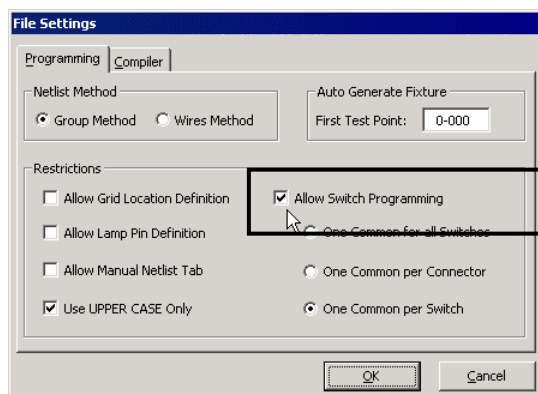 File Settings
Programming
Compiler
Netlist Method
Group Method
Wires Method
Auto Generate Fixture
First Test Point:
0-000
Restrictions
Allow Grid Location Definition
Allow Lamp Pin Definition
Allow Manual Netlist Tab
Use UPPER CASE Only
Allow Switch Programming
One Common for all Switches
One Common per Connector
One Common per Switch
OK
Cancel